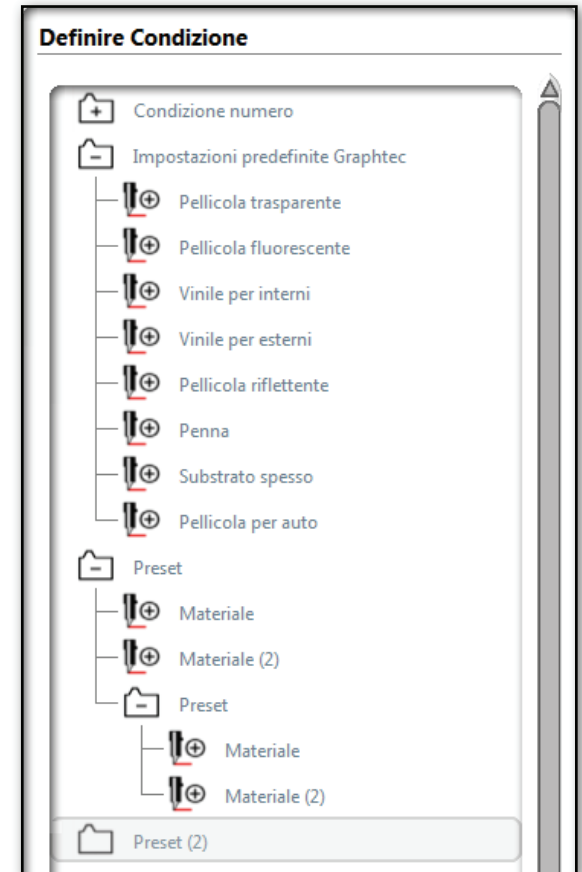 Definire Condizione
Condizione numero
Impostazioni predefinite Graphtec
Pellicola trasparente
Pellicola fluorescente
Vinile per interni
Vinile per esterni
Pellicola riflettente
Penna
Substrato spesso
Pellicola per auto
Preset
Materiale
Materiale (2)
Preset
Materiale
Materiale (2)
Preset (2)